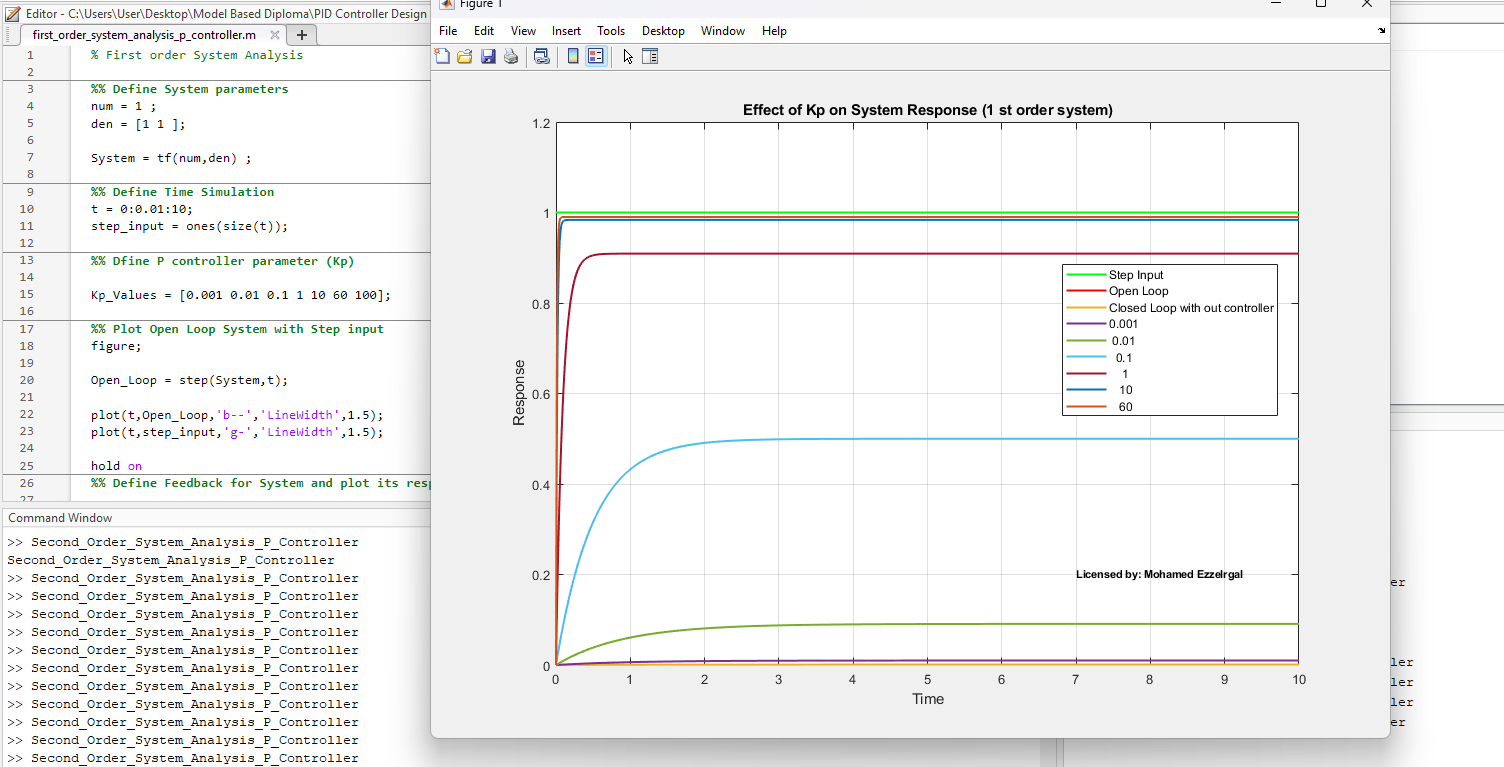 Editor - C:\Users\User\Desktop\Model Based Diploma\PID Controller Design
first_order_system_analysis_p_controller.m
1 % First order System Analysis
2
3 %% Define System parameters
4 num = 1 ;
5 den = [1 1 ];
6
7 System = tf(num,den) ;
8
9 %% Define Time Simulation
10 t = 0:0.01:10;
11 step_input = ones(size(t));
12
13 %% Dfine P controller parameter (Kp)
14
15 Kp_Values = [0.001 0.01 0.1 1 10 60 100];
16
17 %% Plot Open Loop System with Step input
18 figure;
19
20 Open_Loop = step(System,t);
21
22 plot(t,Open_Loop,'b--','LineWidth',1.5);
23 plot(t,step_input,'g-','LineWidth',1.5);
24
25 hold on
26 %% Define Feedback for System and plot its resp
27
Command Window
>> Second_Order_System_Analysis_P_Controller
Second_Order_System_Analysis_P_Controller
>> Second_Order_System_Analysis_P_Controller
>> Second_Order_System_Analysis_P_Controller
>> Second_Order_System_Analysis_P_Controller
>> Second_Order_System_Analysis_P_Controller
>> Second_Order_System_Analysis_P_Controller
>> Second_Order_System_Analysis_P_Controller
>> Second_Order_System_Analysis_P_Controller
>> Second_Order_System_Analysis_P_Controller
>> Second_Order_System_Analysis_P_Controller
>> Second_Order_System_Analysis_P_Controller
>> Second_Order_System_Analysis_P_Controller
Figure 1
File Edit View Insert Tools Desktop Window Help
Effect of Kp on System Response (1 st order system)
1.2
1
0.8
0.6
0.4
0.2
0
Response
Step Input
Open Loop
Closed Loop with out controller
0.001
0.01
0.1
1
10
60
Licensed by: Mohamed Ezzelrgal
0 1 2 3 4 5 6 7 8 9 10
Time
er
ler
ler
ler
er